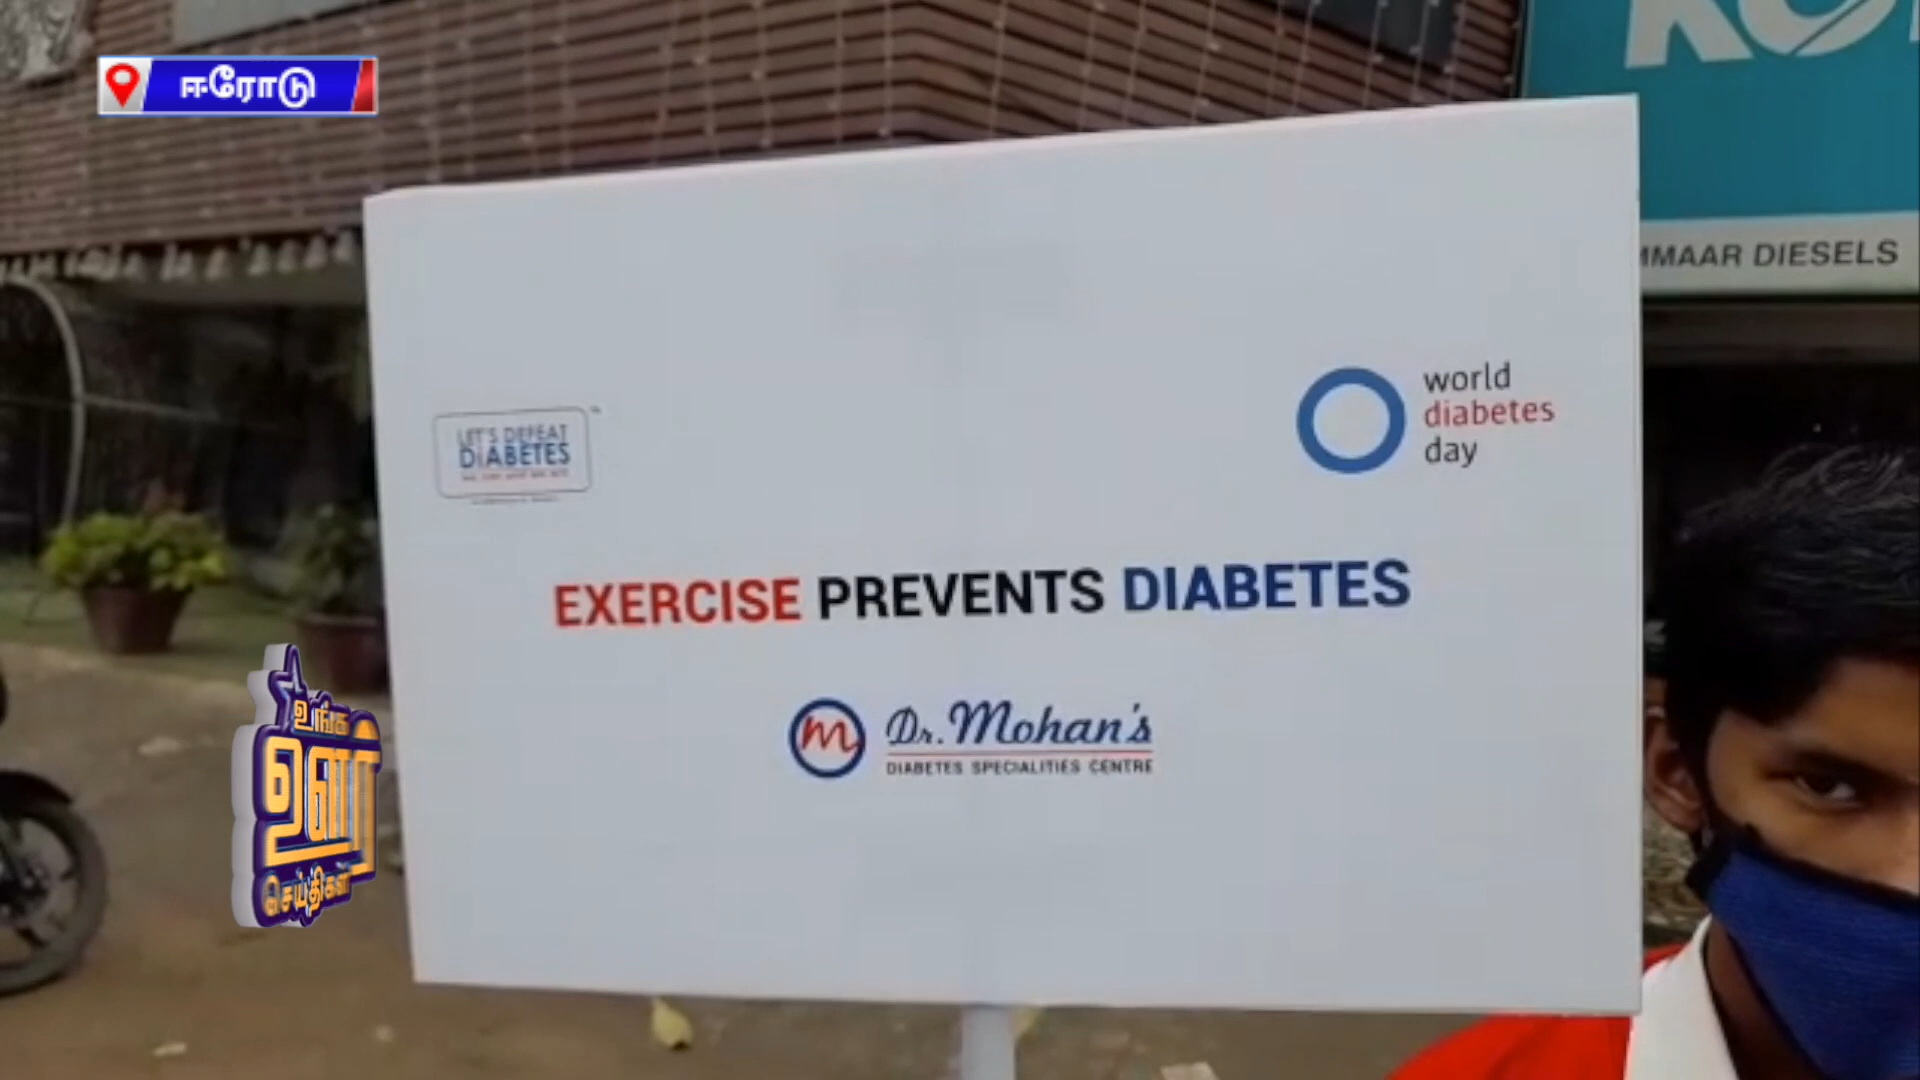 ஈரோடு
LET'S DEFEAT
DIABETES
world
diabetes
day
EXERCISE PREVENTS DIABETES
m Dr. Mohan's
DIABETES SPECIALITIES CENTRE
MMAAR DIESELS
உங்க
ஊர்
செய்திகள்